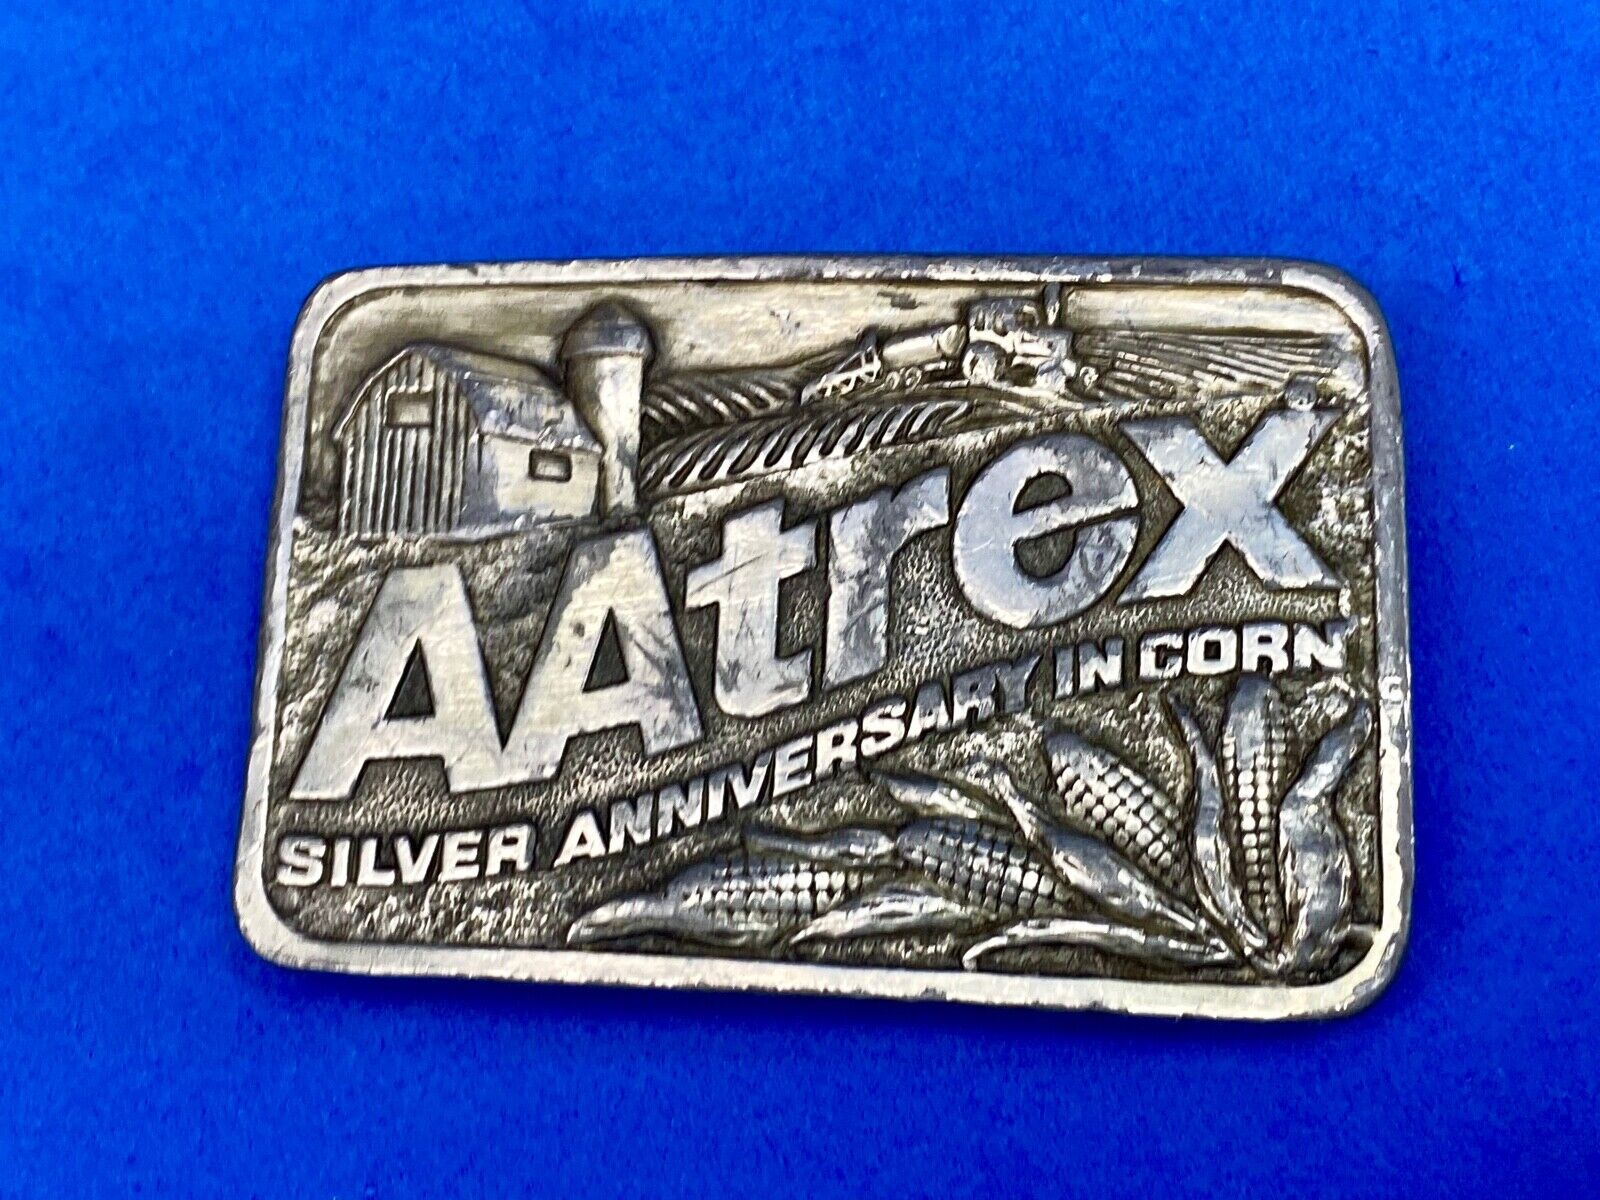 AAtrex
SILVER ANNIVERSARY IN CORN